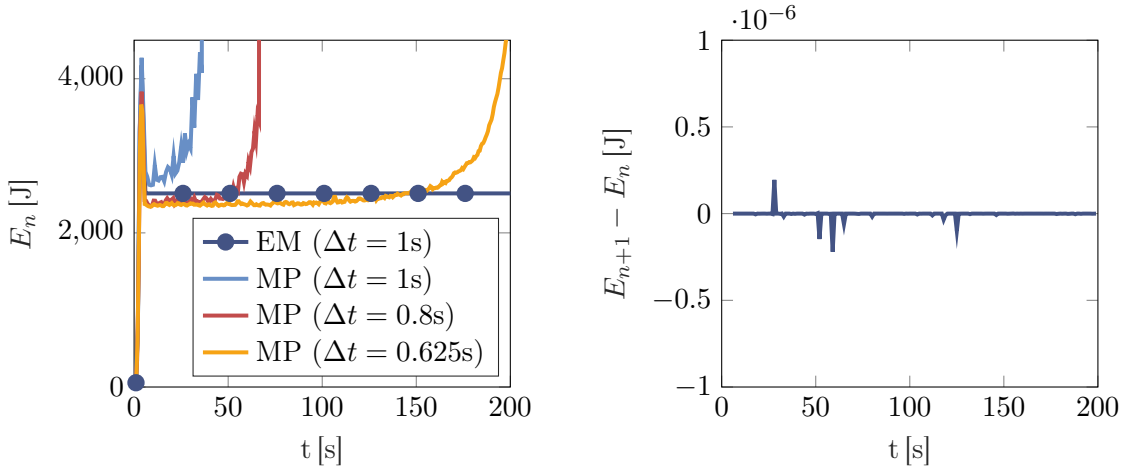 4,000
2,000
0
E_n [J]
0
50
100
150
200
t [s]
EM (Δt = 1s)
MP (Δt = 1s)
MP (Δt = 0.8s)
MP (Δt = 0.625s)
·10⁻⁶
1
0.5
0
−0.5
−1
E_{n+1} − E_n [J]
0
50
100
150
200
t [s]